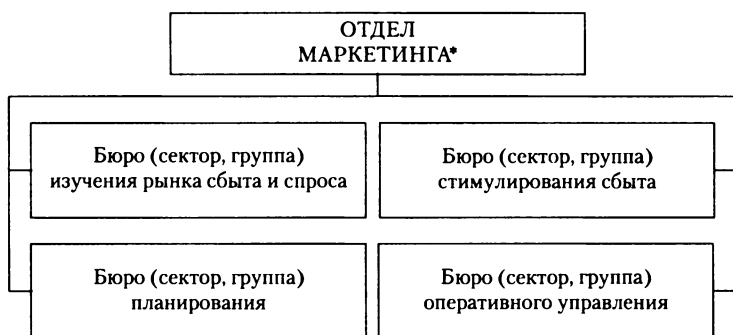 ОТДЕЛ
МАРКЕТИНГА*
Бюро (сектор, группа)
изучения рынка сбыта и спроса
Бюро (сектор, группа)
стимулирования сбыта
Бюро (сектор, группа)
планирования
Бюро (сектор, группа)
оперативного управления